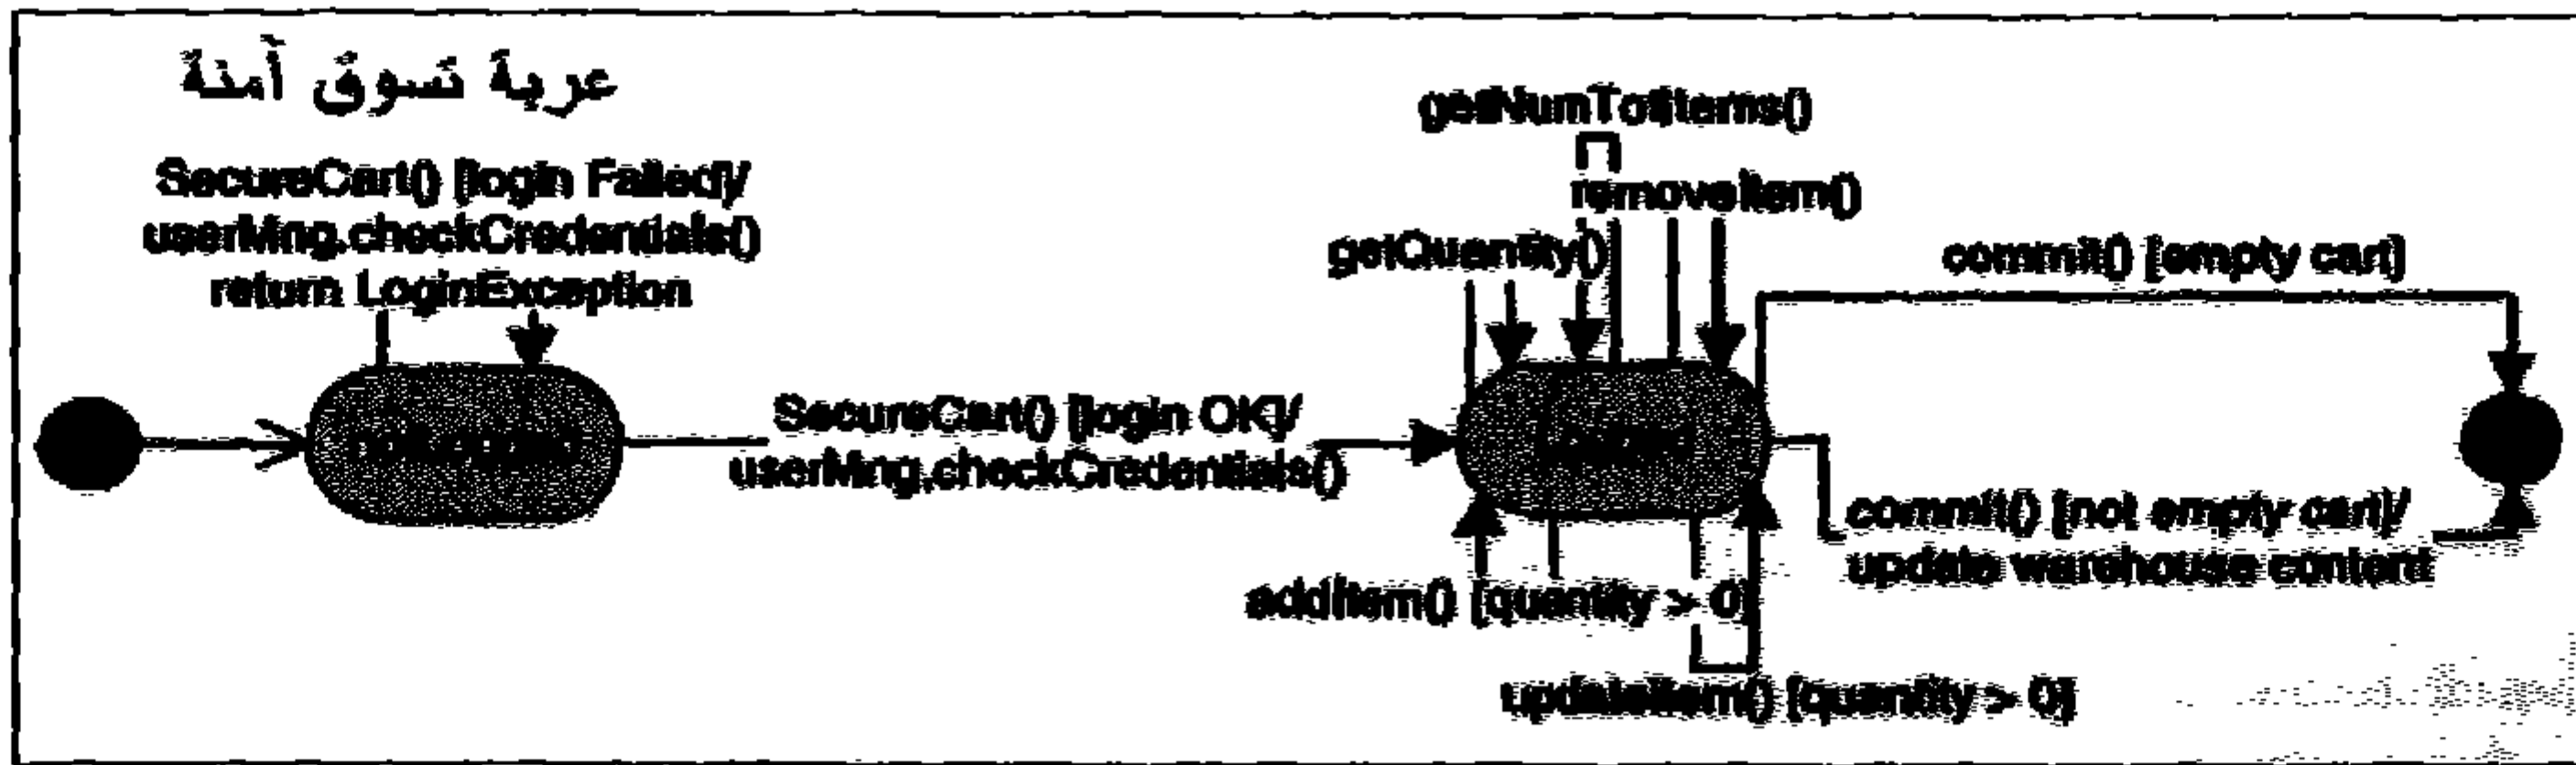 عربة تسوق آمنة
SecureCart() [login Failed]/
userMng.checkCredentials()
return LoginException
SecureCart() [login OK]/
userMng.checkCredentials()
getNumTotItems()
removeItem()
getQuantity()
addItem() [quantity > 0]
updateItem() [quantity > 0]
commit() [empty cart]
commit() [not empty cart]/
update warehouse content